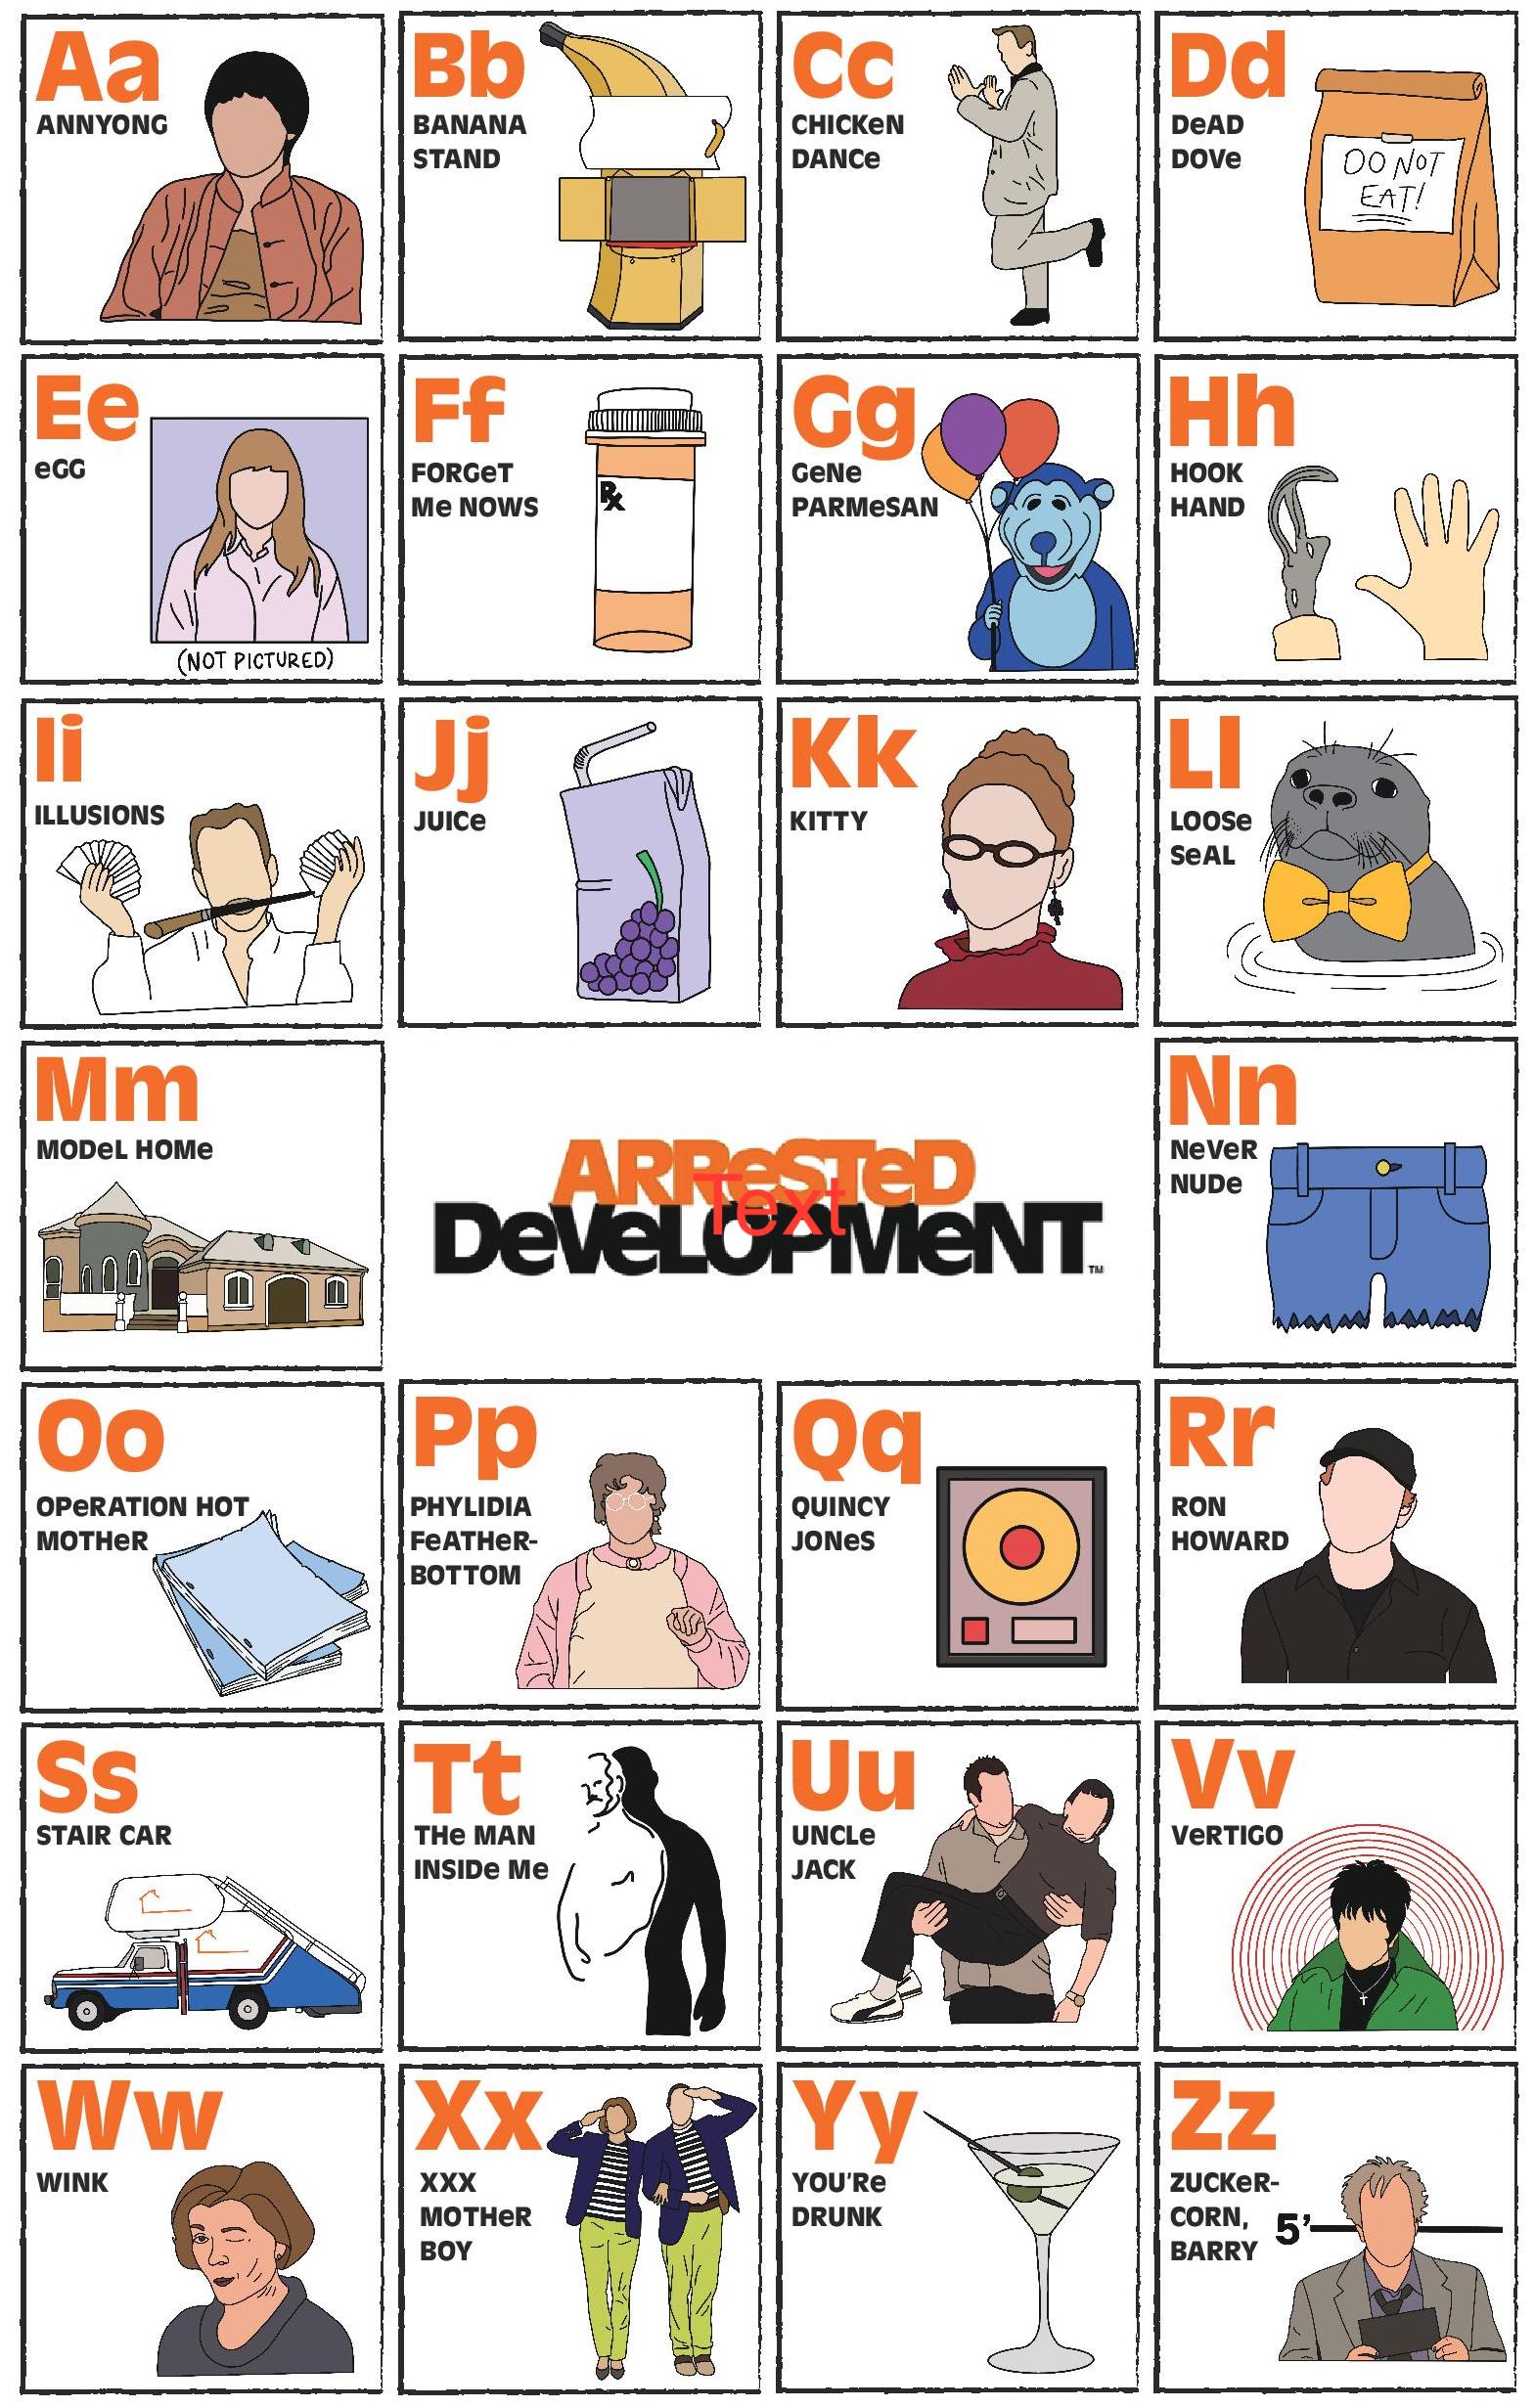 Aa
ANNYONG
Bb
BANANA
STAND
Cc
CHICKeN
DANCe
Dd
DeAD
DOVe
DO NOT
EAT!
Ee
eGG
(NOT PICTURED)
Ff
FORGeT
Me NOWS
Rx
Gg
GeNe
PARMeSAN
Hh
HOOK
HAND
Ii
ILLUSIONS
Jj
JUICe
Kk
KITTY
Ll
LOOSe
SeAL
Mm
MODeL HOMe
ARReSTeD
Text
DeVeLOPMeNT™
Nn
NeVeR
NUDe
Oo
OPeRATION HOT
MOTHeR
Pp
PHYLIDIA
FeATHeR-
BOTTOM
Qq
QUINCY
JONeS
Rr
RON
HOWARD
Ss
STAIR CAR
Tt
THe MAN
INSIDe Me
Uu
UNCLe
JACK
Vv
VeRTIGO
Ww
WINK
Xx
XXX
MOTHeR
BOY
Yy
YOU'Re
DRUNK
Zz
ZUCKeR-
CORN,
BARRY
5'